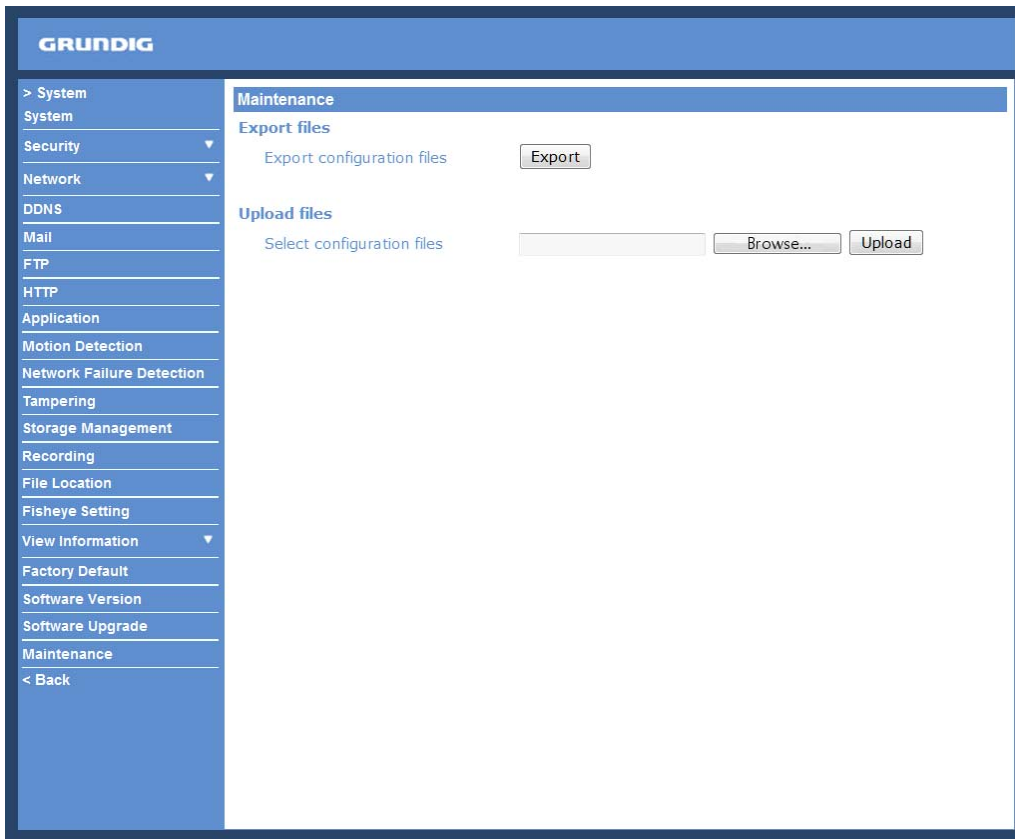 GRUNDIG
> System
System
Security
Network
DDNS
Mail
FTP
HTTP
Application
Motion Detection
Network Failure Detection
Tampering
Storage Management
Recording
File Location
Fisheye Setting
View Information
Factory Default
Software Version
Software Upgrade
Maintenance
< Back
Maintenance
Export files
Export configuration files Export
Upload files
Select configuration files Browse... Upload